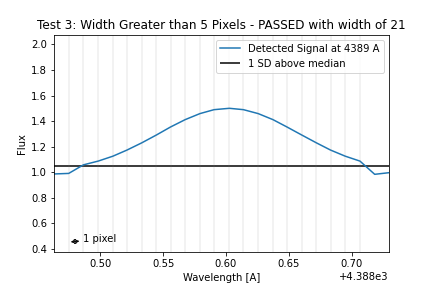 Test 3: Width Greater than 5 Pixels - PASSED with width of 21
2.0
1.8
1.6
1.4
1.2
1.0
0.8
0.6
0.4
Flux
Detected Signal at 4389 A
1 SD above median
1 pixel
0.50 0.55 0.60 0.65 0.70
Wavelength [A]
+4.388e3